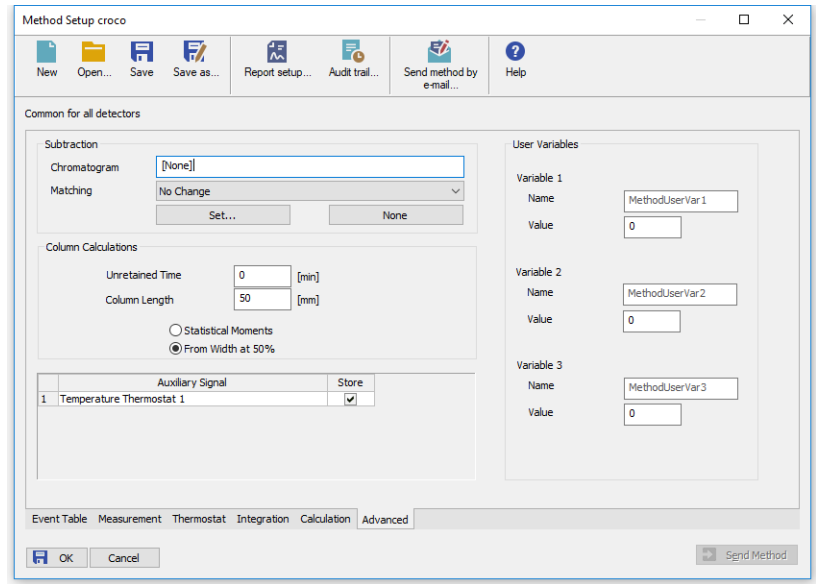 Method Setup croco
New Open... Save Save as... Report setup... Audit trail... Send method by Help
e-mail...
Common for all detectors
Subtraction
Chromatogram [None]
Matching No Change
Set... None
Column Calculations
Unretained Time 0 [min]
Column Length 50 [mm]
Statistical Moments
From Width at 50%
Auxiliary Signal Store
1 Temperature Thermostat 1
User Variables
Variable 1
Name MethodUserVar1
Value 0
Variable 2
Name MethodUserVar2
Value 0
Variable 3
Name MethodUserVar3
Value 0
Event Table Measurement Thermostat Integration Calculation Advanced
OK Cancel Send Method